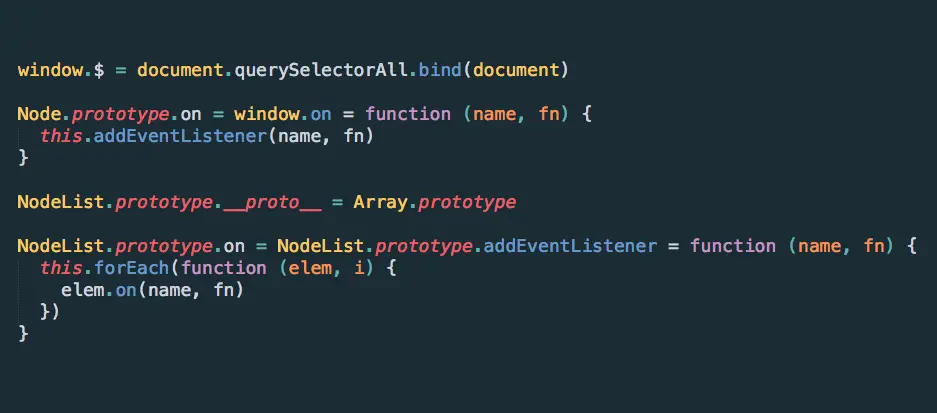 window.$ = document.querySelectorAll.bind(document)

Node.prototype.on = window.on = function (name, fn) {
  this.addEventListener(name, fn)
}

NodeList.prototype.__proto__ = Array.prototype

NodeList.prototype.on = NodeList.prototype.addEventListener = function (name, fn) {
  this.forEach(function (elem, i) {
    elem.on(name, fn)
  })
}